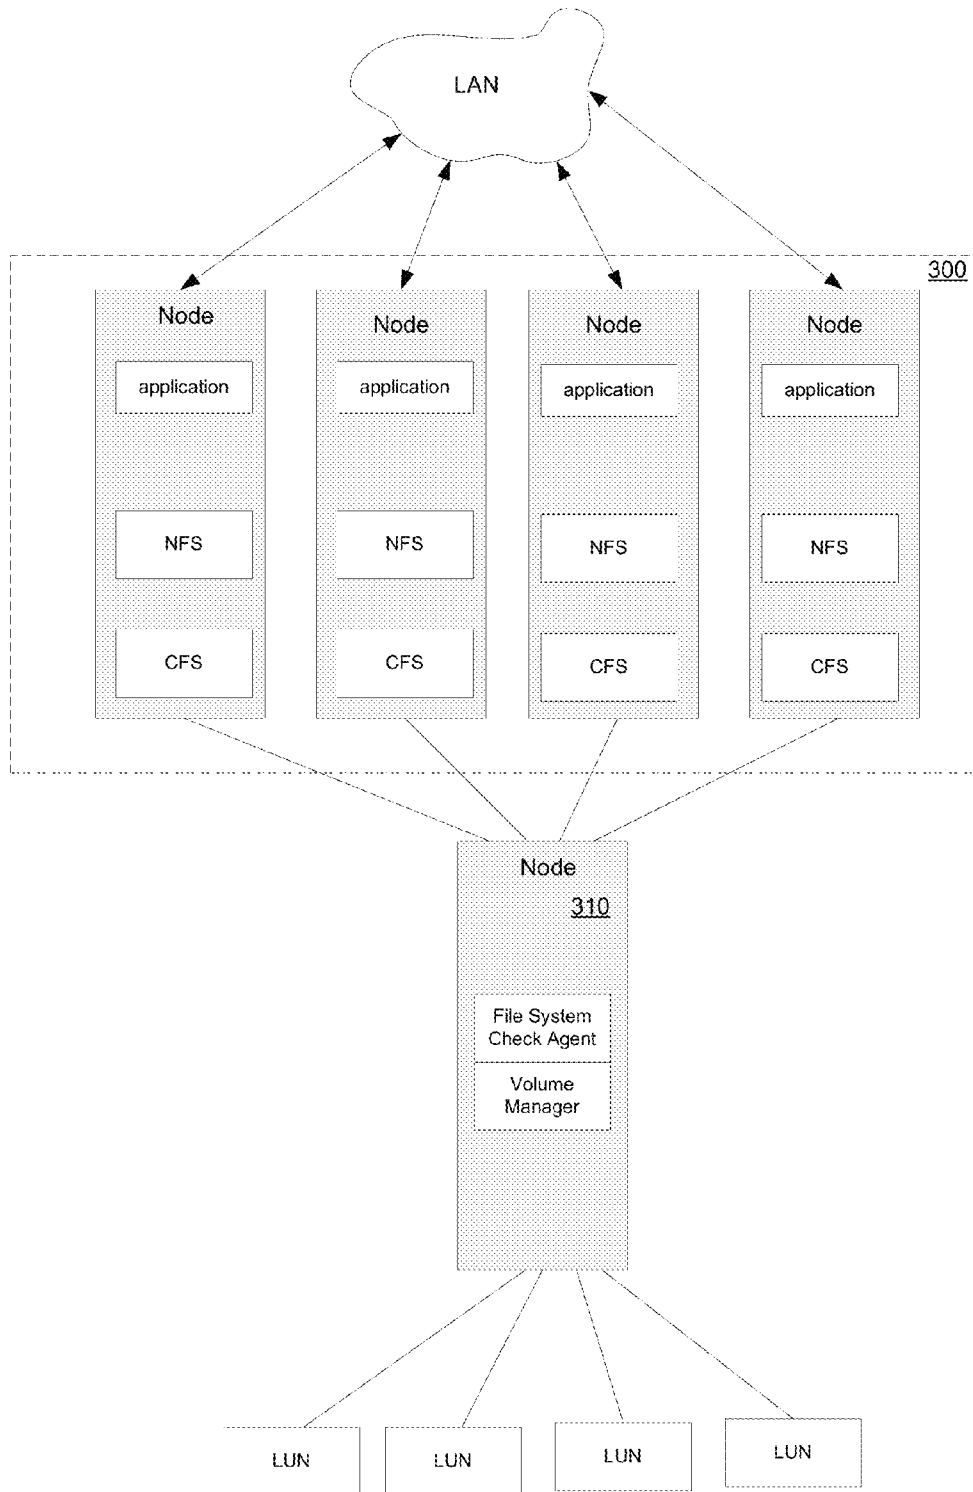 LAN
300
Node
Node
Node
Node
application
application
application
application
NFS
NFS
NFS
NFS
CFS
CFS
CFS
CFS
Node
310
File System
Check Agent
Volume
Manager
LUN
LUN
LUN
LUN